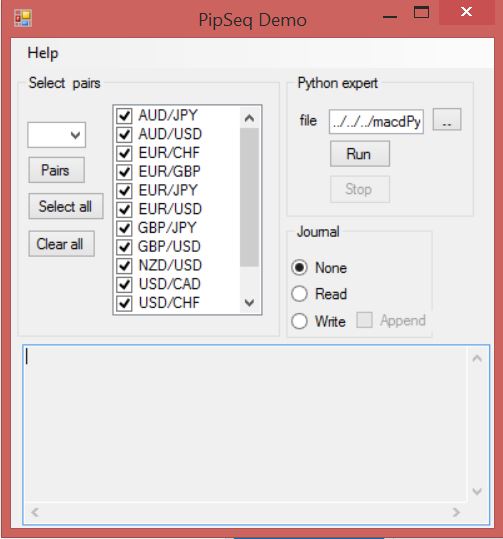 PipSeq Demo
Help
Select pairs
Pairs
Select all
Clear all
AUD/JPY
AUD/USD
EUR/CHF
EUR/GBP
EUR/JPY
EUR/USD
GBP/JPY
GBP/USD
NZD/USD
USD/CAD
USD/CHF
Python expert
file ../../../macdPy ..
Run
Stop
Journal
None
Read
Write Append